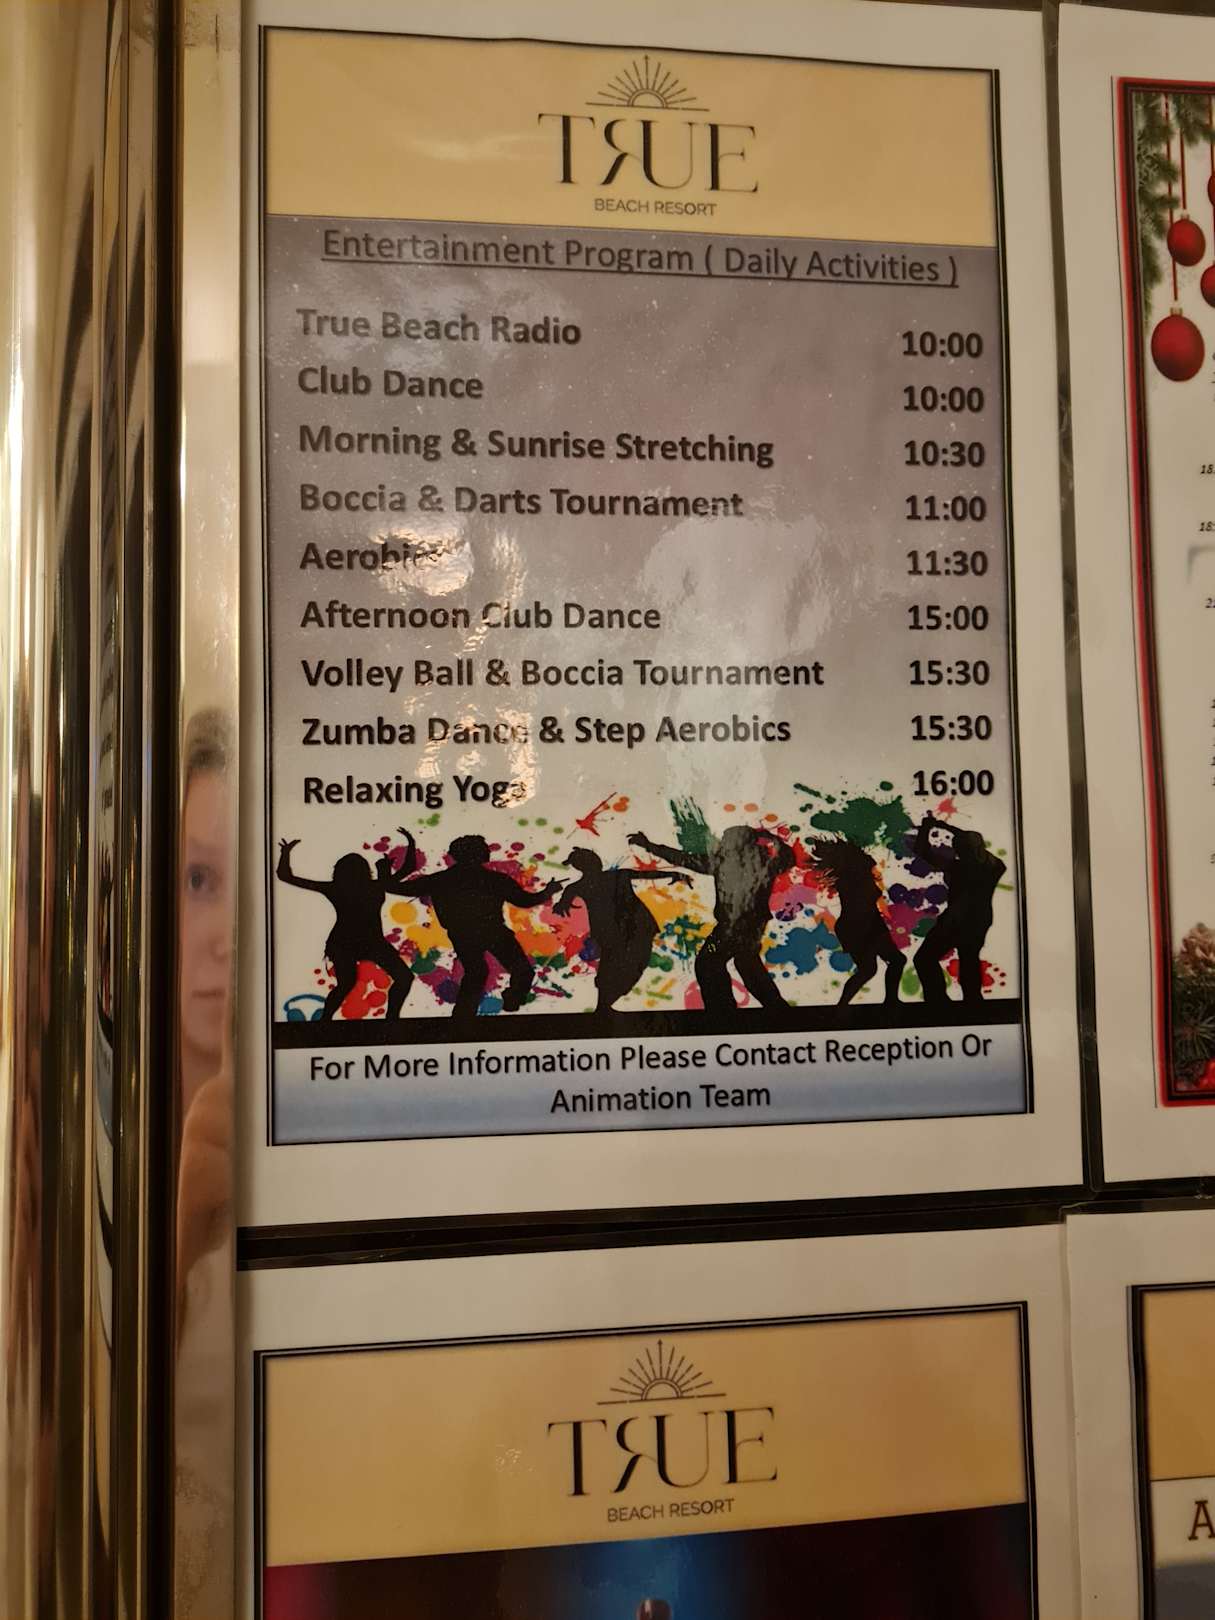 TRUE
BEACH RESORT
Entertainment Program ( Daily Activities )
True Beach Radio 10:00
Club Dance 10:00
Morning & Sunrise Stretching 10:30
Boccia & Darts Tournament 11:00
Aerobics 11:30
Afternoon Club Dance 15:00
Volley Ball & Boccia Tournament 15:30
Zumba Dance & Step Aerobics 15:30
Relaxing Yoga 16:00
For More Information Please Contact Reception Or
Animation Team
TRUE
BEACH RESORT